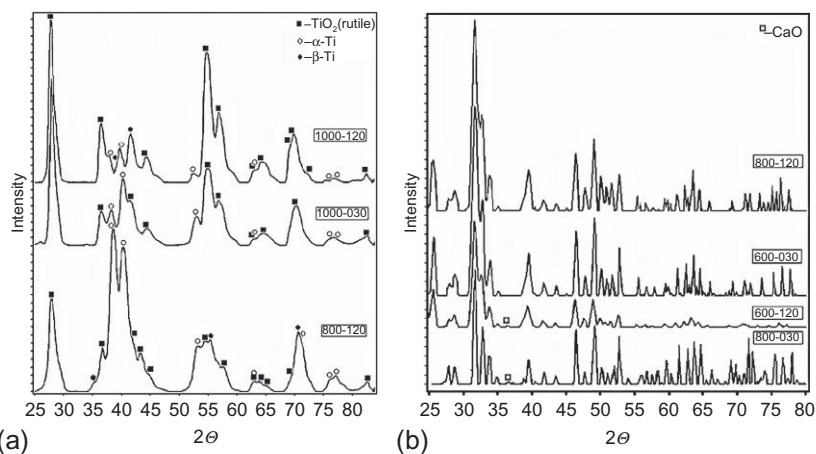 ■–TiO₂(rutile)
◇–α-Ti
◆–β-Ti
1000-120
1000-030
800-120
Intensity
25 30 40 45 50 55 60 65 70 75 80
2Θ
(a)
–CaO
800-120
600-030
600-120
800-030
Intensity
25 30 35 40 45 50 55 60 65 70 75 80
2Θ
(b)